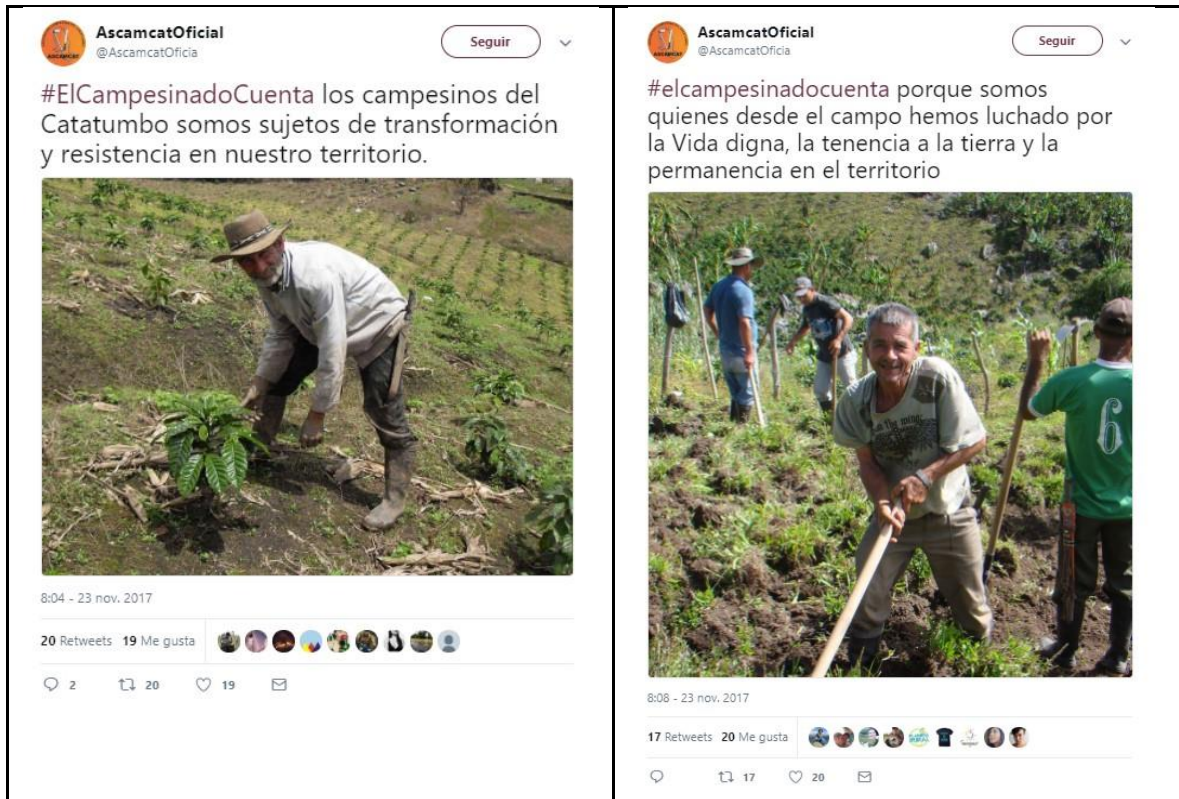 AscamcatOficial
@AscamcatOficia
Seguir
#ElCampesinadoCuenta los campesinos del
Catatumbo somos sujetos de transformación
y resistencia en nuestro territorio.
8:04 - 23 nov. 2017
20 Retweets 19 Me gusta
2 20 19
AscamcatOficial
@AscamcatOficia
Seguir
#elcampesinadocuenta porque somos
quienes desde el campo hemos luchado por
la Vida digna, la tenencia a la tierra y la
permanencia en el territorio
6
8:08 - 23 nov. 2017
17 Retweets 20 Me gusta
17 20